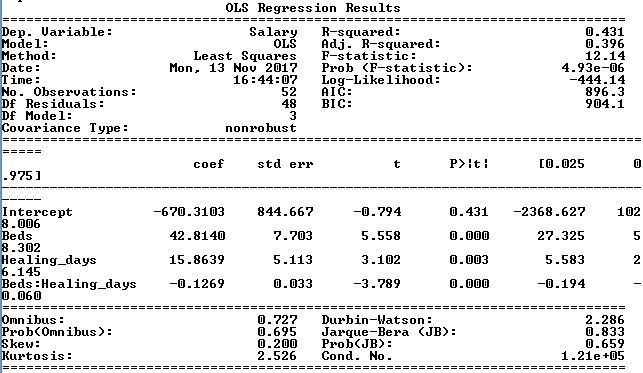 OLS Regression Results
==============================================================================
Dep. Variable: Salary R-squared: 0.431
Model: OLS Adj. R-squared: 0.396
Method: Least Squares F-statistic: 12.14
Date: Mon, 13 Nov 2017 Prob (F-statistic): 4.93e-06
Time: 16:44:07 Log-Likelihood: -444.14
No. Observations: 52 AIC: 896.3
Df Residuals: 48 BIC: 904.1
Df Model: 3
Covariance Type: nonrobust
================================================================================
=====
coef std err t P>|t| [0.025 0
.975]
--------------------------------------------------------------------------------
-----
Intercept -670.3103 844.667 -0.794 0.431 -2368.627 102
8.006
Beds 42.8140 7.703 5.558 0.000 27.325 5
8.302
Healing_days 15.8639 5.113 3.102 0.003 5.583 2
6.145
Beds:Healing_days -0.1269 0.033 -3.789 0.000 -0.194 -
0.060
==============================================================================
Omnibus: 0.727 Durbin-Watson: 2.286
Prob(Omnibus): 0.695 Jarque-Bera (JB): 0.833
Skew: 0.200 Prob(JB): 0.659
Kurtosis: 2.526 Cond. No. 1.21e+05
==============================================================================